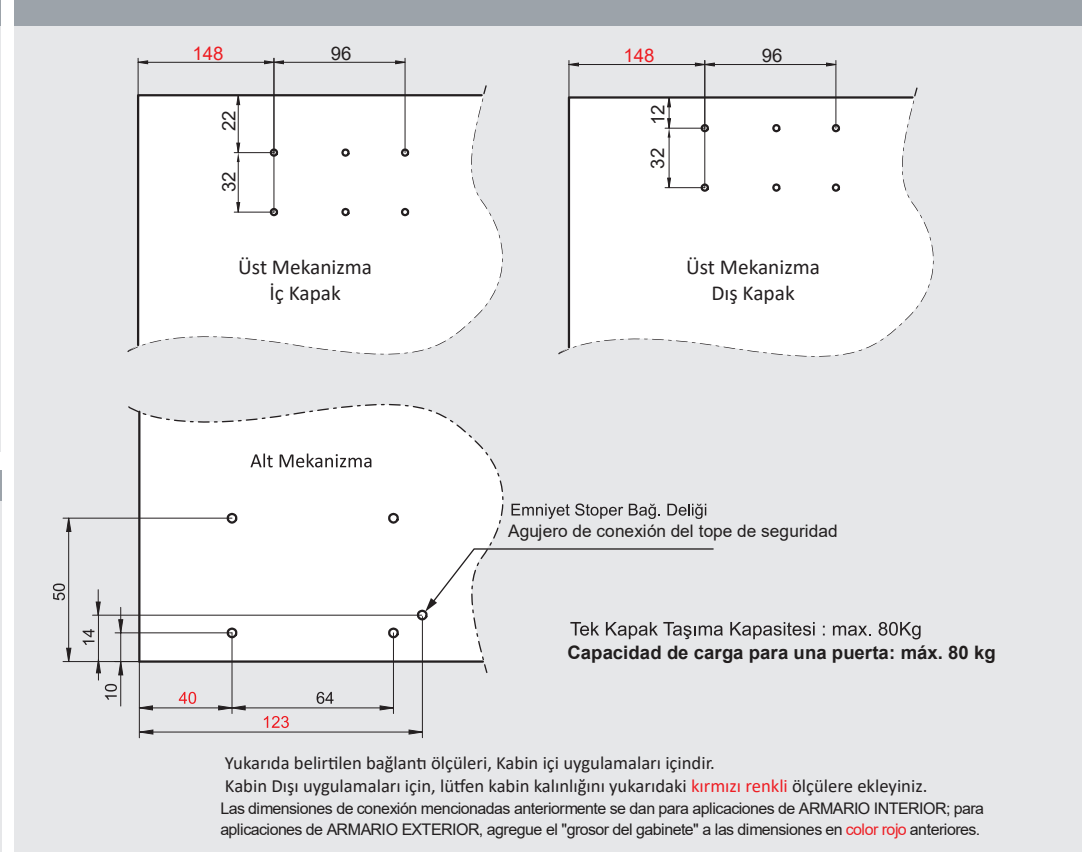 148
96
22
32
Üst Mekanizma
İç Kapak
148
96
12
32
Üst Mekanizma
Dış Kapak
Alt Mekanizma
Emniyet Stoper Bağ. Deliği
Agujero de conexión del tope de seguridad
50
14
10
40
64
123
Tek Kapak Taşıma Kapasitesi : max. 80Kg
Capacidad de carga para una puerta: máx. 80 kg
Yukarıda belirtilen bağlantı ölçüleri, Kabin içi uygulamaları içindir.
Kabin Dışı uygulamaları için, lütfen kabin kalınlığını yukarıdaki kırmızı renkli ölçülere ekleyiniz.
Las dimensiones de conexión mencionadas anteriormente se dan para aplicaciones de ARMARIO INTERIOR; para
aplicaciones de ARMARIO EXTERIOR, agregue el "grosor del gabinete" a las dimensiones en color rojo anteriores.